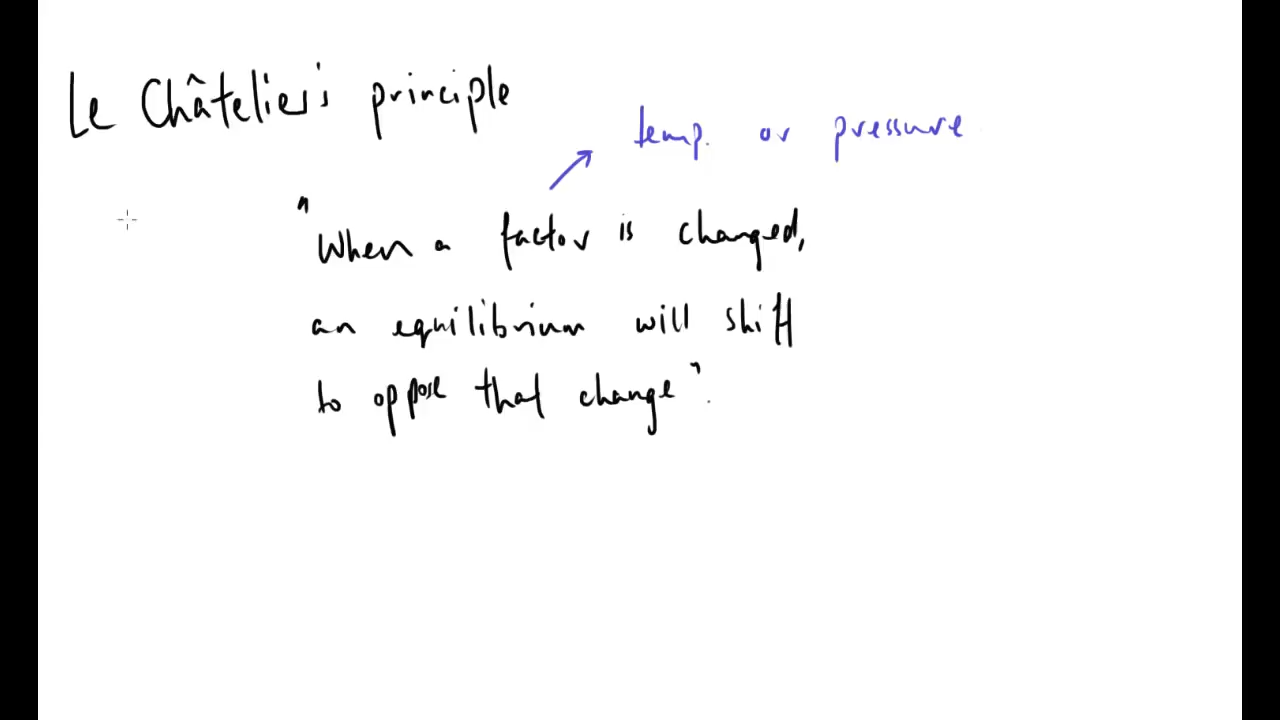 Le Châtelier's principle
temp. or pressure
"When a factor is changed,
an equilibrium will shift
to oppose that change".